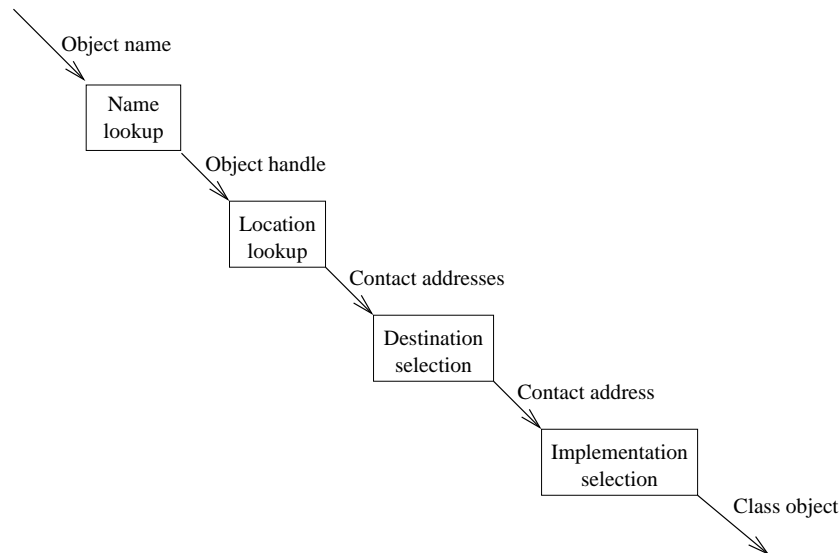 Object name
Name
lookup
Object handle
Location
lookup
Contact addresses
Destination
selection
Contact address
Implementation
selection
Class object